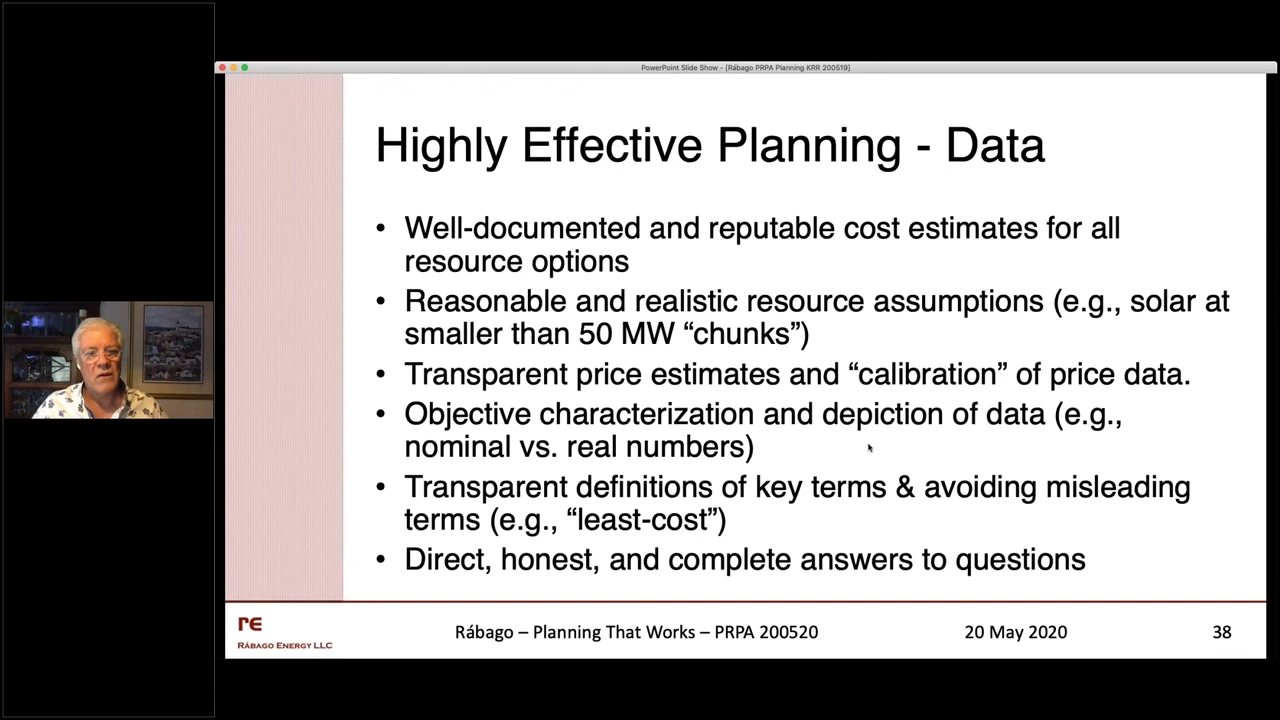 PowerPoint Slide Show - [Rábago PRPA Planning KRR 200519]
Highly Effective Planning - Data
• Well-documented and reputable cost estimates for all
resource options
• Reasonable and realistic resource assumptions (e.g., solar at
smaller than 50 MW “chunks”)
• Transparent price estimates and “calibration” of price data.
• Objective characterization and depiction of data (e.g.,
nominal vs. real numbers)
• Transparent definitions of key terms & avoiding misleading
terms (e.g., “least-cost”)
• Direct, honest, and complete answers to questions
re
RÁBAGO ENERGY LLC
Rábago – Planning That Works – PRPA 200520
20 May 2020
38